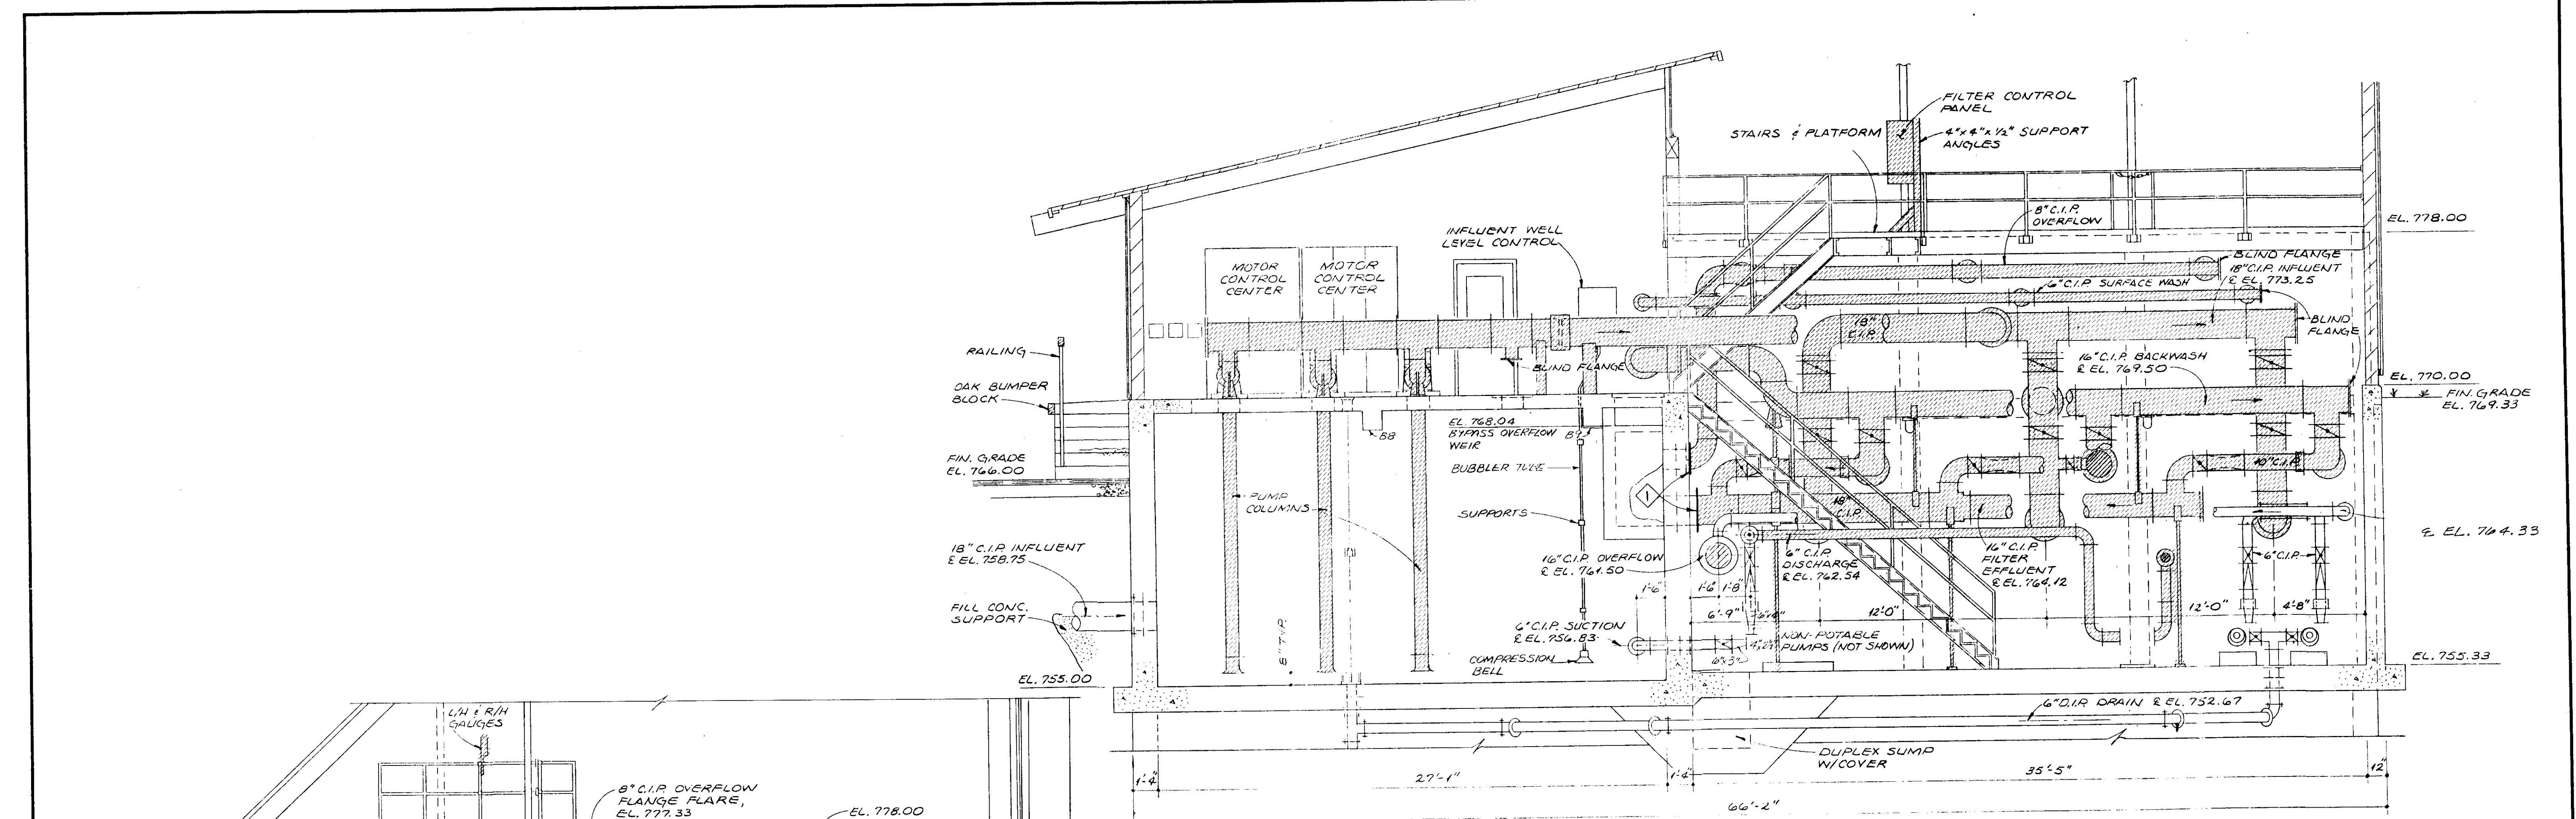 FILTER CONTROL
PANEL
STAIRS & PLATFORM
4"x4"x½" SUPPORT
ANGLES
8" C.I.P.
OVERFLOW
EL. 778.00
INFLUENT WELL
LEVEL CONTROL
MOTOR
CONTROL
CENTER
MOTOR
CONTROL
CENTER
BLIND FLANGE
18" C.I.P. INFLUENT
℄ EL. 773.25
6" C.I.P. SURFACE WASH
18"
C.I.P.
BLIND
FLANGE
RAILING
OAK BUMPER
BLOCK
BLIND FLANGE
16" C.I.P. BACKWASH
℄ EL. 769.50
EL. 770.00
FIN. GRADE
EL. 769.33
EL. 768.04
BYPASS OVERFLOW
WEIR
B8
B9
FIN. GRADE
EL. 766.00
BUBBLER TUBE
10" C.I.P.
PUMP
COLUMNS
1
SUPPORTS
18"
C.I.P.
℄ EL. 764.33
18" C.I.P. INFLUENT
℄ EL. 758.75
16" C.I.P. OVERFLOW
℄ EL. 761.50
6" C.I.P.
DISCHARGE
℄ EL. 762.54
16" C.I.P.
FILTER
EFFLUENT
℄ EL. 764.12
6" C.I.P.
FILL CONC.
SUPPORT
1'-6"
1'-6"
1'-8"
6'-9"
12'-0"
12'-0"
4'-8"
8" TYP.
6" C.I.P. SUCTION
℄ EL. 756.83
NON-POTABLE
PUMPS (NOT SHOWN)
COMPRESSION
BELL
EL. 755.33
EL. 755.00
6" D.I.P. DRAIN ℄ EL. 752.67
L/H & R/H
GAUGES
DUPLEX SUMP
W/COVER
1'-4"
27'-1"
1'-4"
35'-5"
12"
8" C.I.P. OVERFLOW
FLANGE FLARE,
EL. 777.33
EL. 778.00
66'-2"